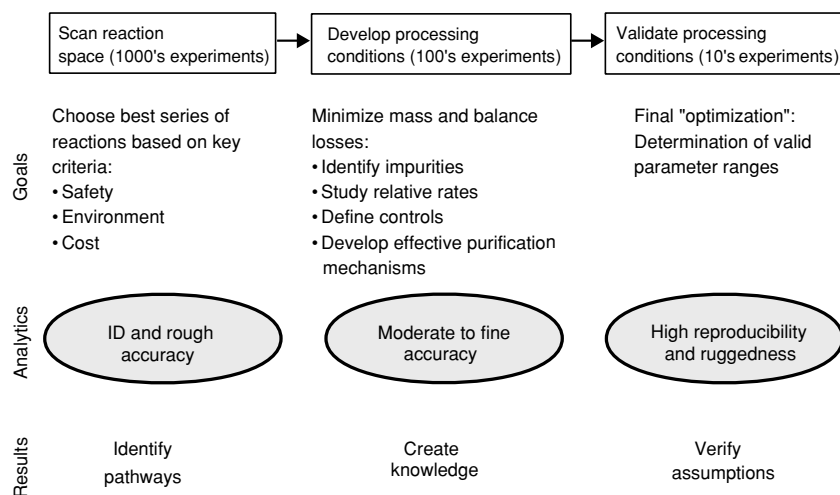 Scan reaction
space (1000's experiments)
Develop processing
conditions (100's experiments)
Validate processing
conditions (10's experiments)
Goals
Choose best series of
reactions based on key
criteria:
• Safety
• Environment
• Cost
Minimize mass and balance
losses:
• Identify impurities
• Study relative rates
• Define controls
• Develop effective purification
mechanisms
Final "optimization":
Determination of valid
parameter ranges
Analytics
ID and rough
accuracy
Moderate to fine
accuracy
High reproducibility
and ruggedness
Results
Identify
pathways
Create
knowledge
Verify
assumptions